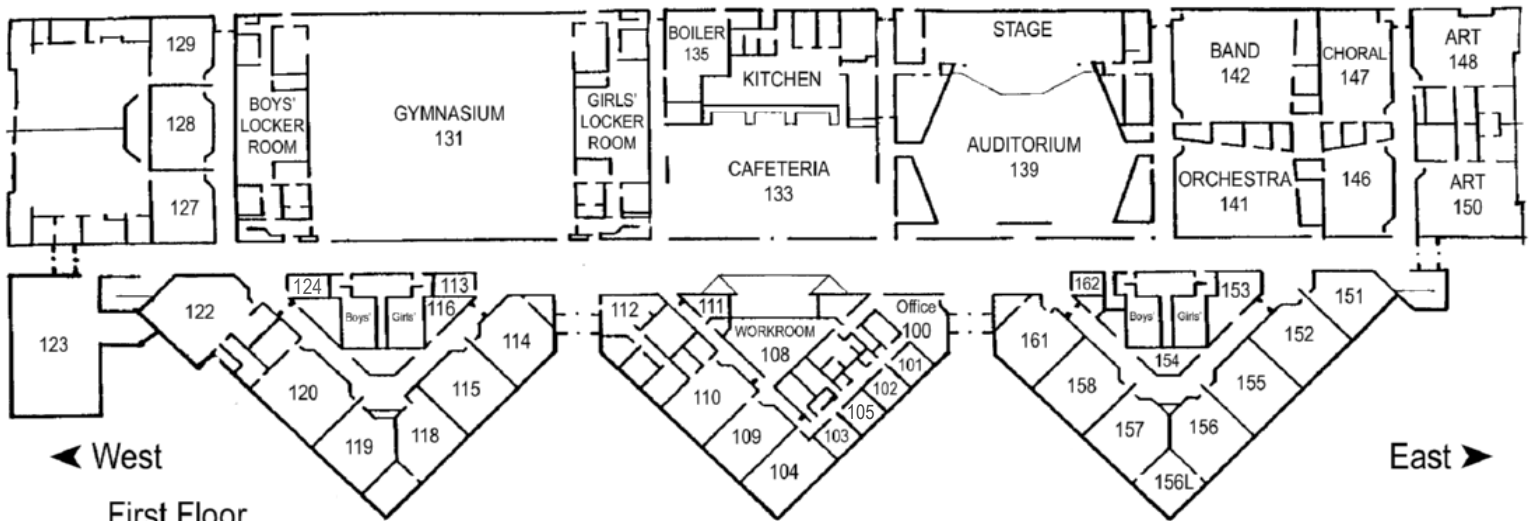 129
128
127
BOYS'
LOCKER
ROOM
GYMNASIUM
131
GIRLS'
LOCKER
ROOM
BOILER
135
KITCHEN
CAFETERIA
133
STAGE
AUDITORIUM
139
BAND
142
CHORAL
147
ART
148
ORCHESTRA
141
146
ART
150
123
122
124
113
116
Boys'
Girls'
114
115
120
119
118
112
111
Office
100
WORKROOM
108
101
102
105
103
110
109
104
162
153
Boys'
Girls'
151
152
154
161
158
155
157
156
156L
West
East
First Floor